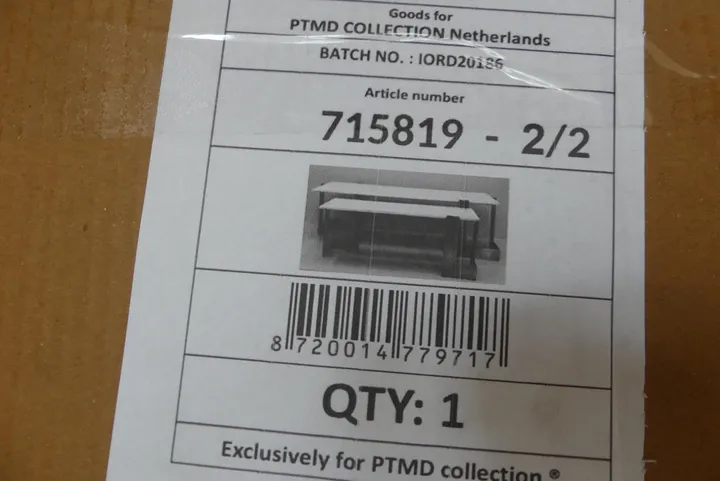 Goods for
PTMD COLLECTION Netherlands
BATCH NO. : IORD20186
Article number
715819 - 2/2
8 720014 779717
QTY: 1
Exclusively for PTMD collection ®